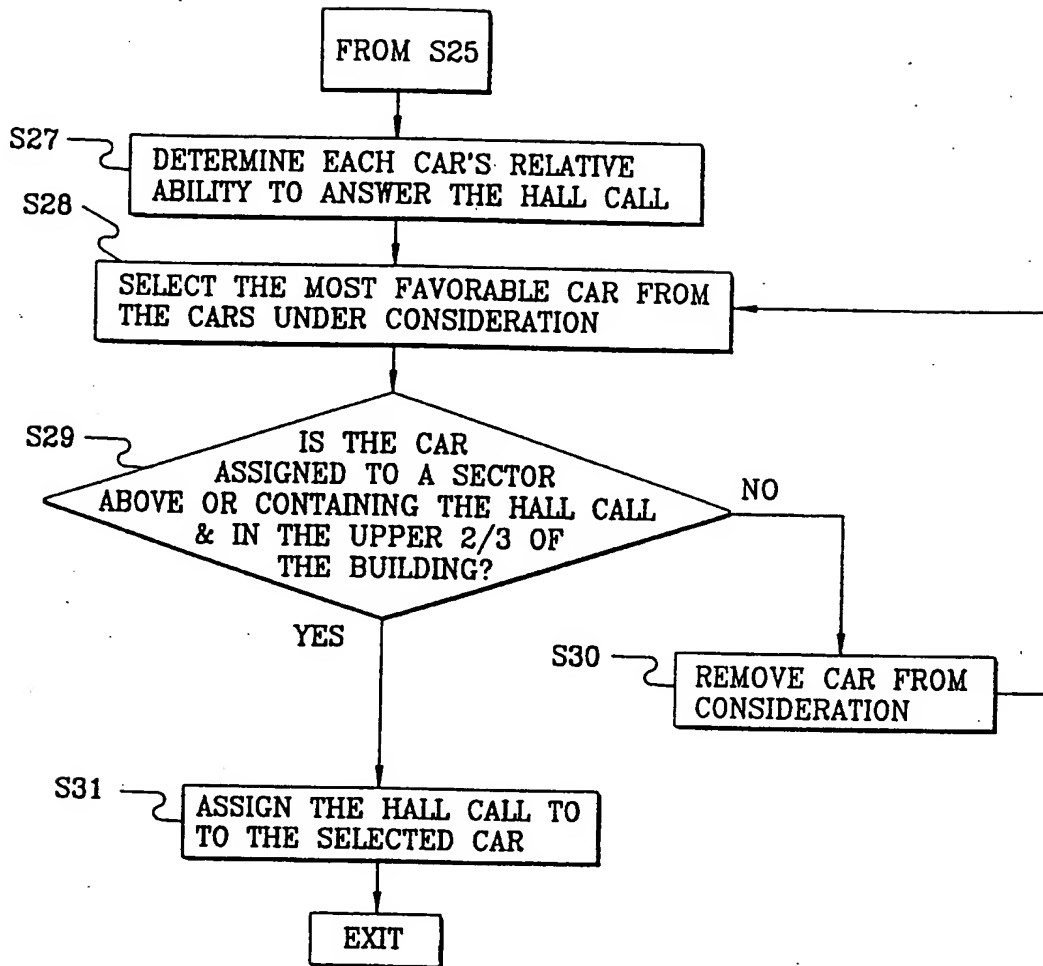 FROM S25
S27
DETERMINE EACH CAR'S RELATIVE
ABILITY TO ANSWER THE HALL CALL
S28
SELECT THE MOST FAVORABLE CAR FROM
THE CARS UNDER CONSIDERATION
S29
IS THE CAR
ASSIGNED TO A SECTOR
ABOVE OR CONTAINING THE HALL CALL
& IN THE UPPER 2/3 OF
THE BUILDING?
NO
YES
S30
REMOVE CAR FROM
CONSIDERATION
S31
ASSIGN THE HALL CALL TO
TO THE SELECTED CAR
EXIT